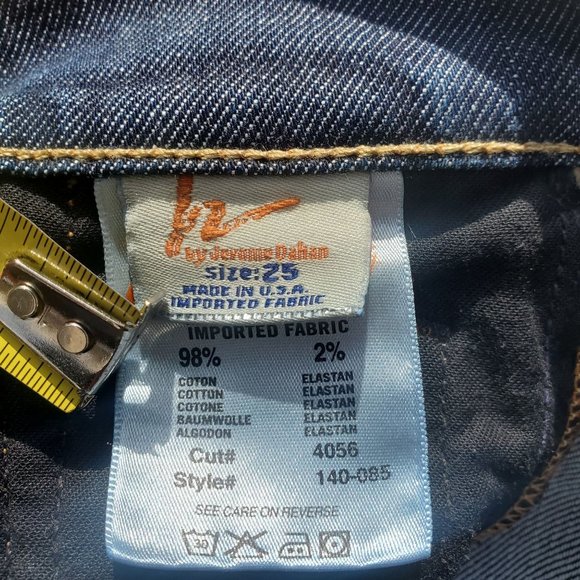 by Jerome Dahan
Size:25
MADE IN U.S.A.
IMPORTED FABRIC
IMPORTED FABRIC
98% 2%
COTON ELASTAN
COTTON ELASTAN
COTONE ELASTAN
BAUMWOLLE ELASTAN
ALGODON ELASTAN
Cut# 4056
Style# 140-085
SEE CARE ON REVERSE
30